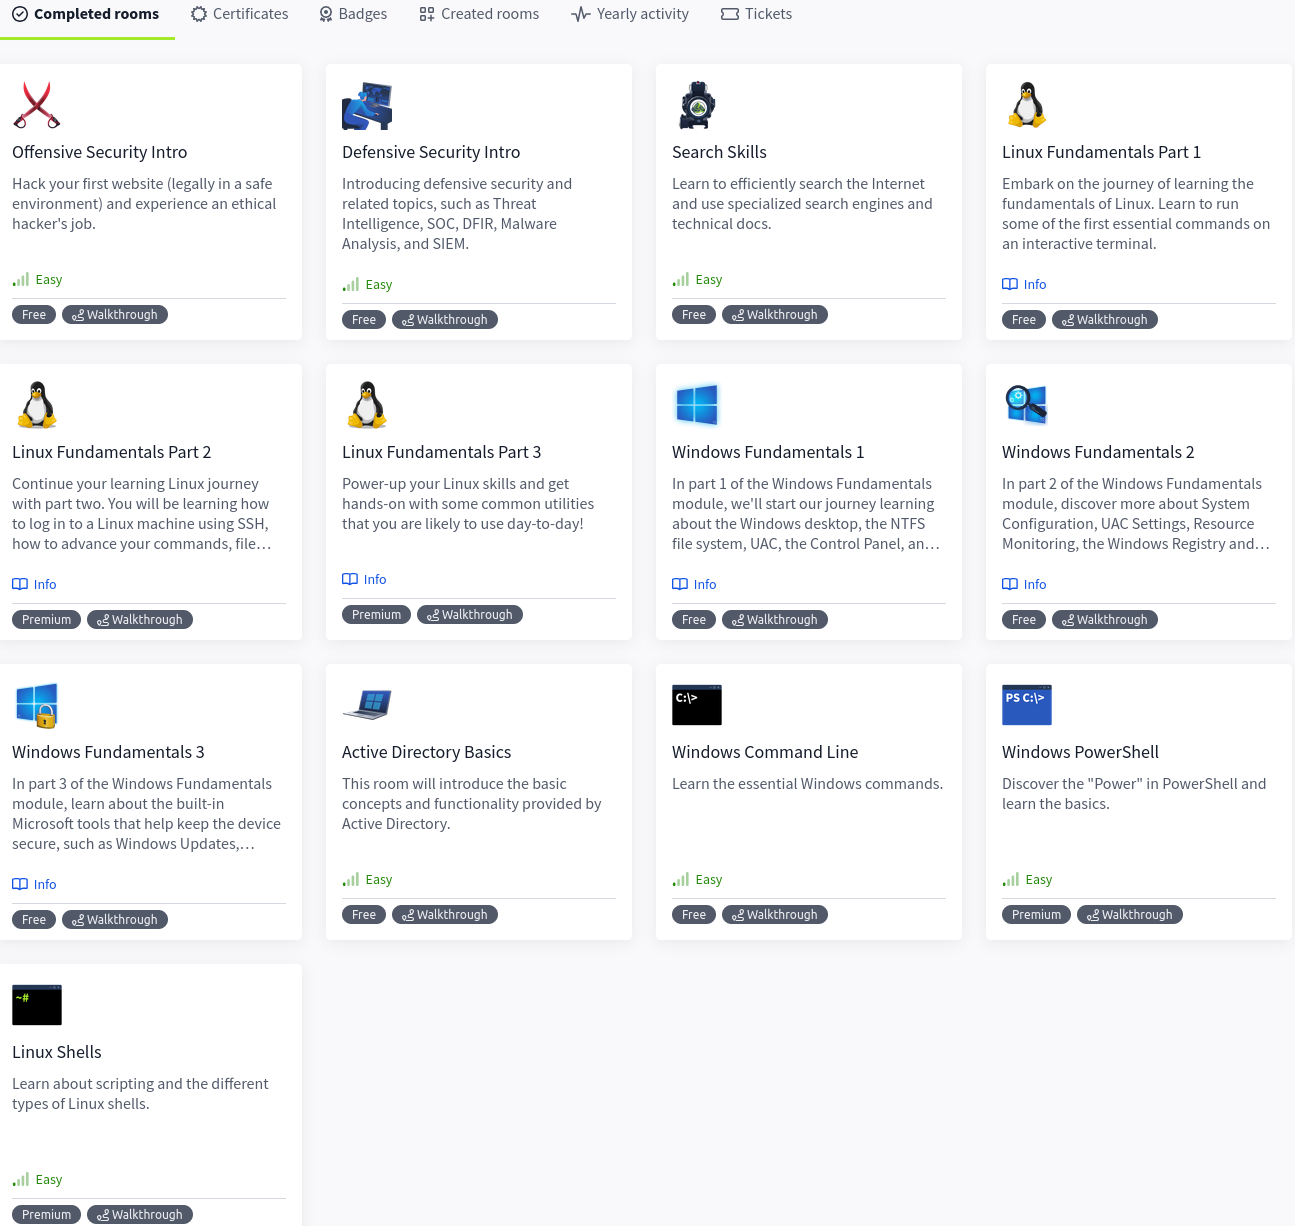 Completed rooms Certificates Badges Created rooms Yearly activity Tickets
Offensive Security Intro
Hack your first website (legally in a safe
environment) and experience an ethical
hacker's job.
Easy
Free Walkthrough
Defensive Security Intro
Introducing defensive security and
related topics, such as Threat
Intelligence, SOC, DFIR, Malware
Analysis, and SIEM.
Easy
Free Walkthrough
Search Skills
Learn to efficiently search the Internet
and use specialized search engines and
technical docs.
Easy
Free Walkthrough
Linux Fundamentals Part 1
Embark on the journey of learning the
fundamentals of Linux. Learn to run
some of the first essential commands on
an interactive terminal.
Info
Free Walkthrough
Linux Fundamentals Part 2
Continue your learning Linux journey
with part two. You will be learning how
to log in to a Linux machine using SSH,
how to advance your commands, file…
Info
Premium Walkthrough
Linux Fundamentals Part 3
Power-up your Linux skills and get
hands-on with some common utilities
that you are likely to use day-to-day!
Info
Premium Walkthrough
Windows Fundamentals 1
In part 1 of the Windows Fundamentals
module, we'll start our journey learning
about the Windows desktop, the NTFS
file system, UAC, the Control Panel, an…
Info
Free Walkthrough
Windows Fundamentals 2
In part 2 of the Windows Fundamentals
module, discover more about System
Configuration, UAC Settings, Resource
Monitoring, the Windows Registry and…
Info
Free Walkthrough
Windows Fundamentals 3
In part 3 of the Windows Fundamentals
module, learn about the built-in
Microsoft tools that help keep the device
secure, such as Windows Updates,…
Info
Free Walkthrough
Active Directory Basics
This room will introduce the basic
concepts and functionality provided by
Active Directory.
Easy
Free Walkthrough
C:\>
Windows Command Line
Learn the essential Windows commands.
Easy
Free Walkthrough
PS C:\>
Windows PowerShell
Discover the "Power" in PowerShell and
learn the basics.
Easy
Premium Walkthrough
~#
Linux Shells
Learn about scripting and the different
types of Linux shells.
Easy
Premium Walkthrough